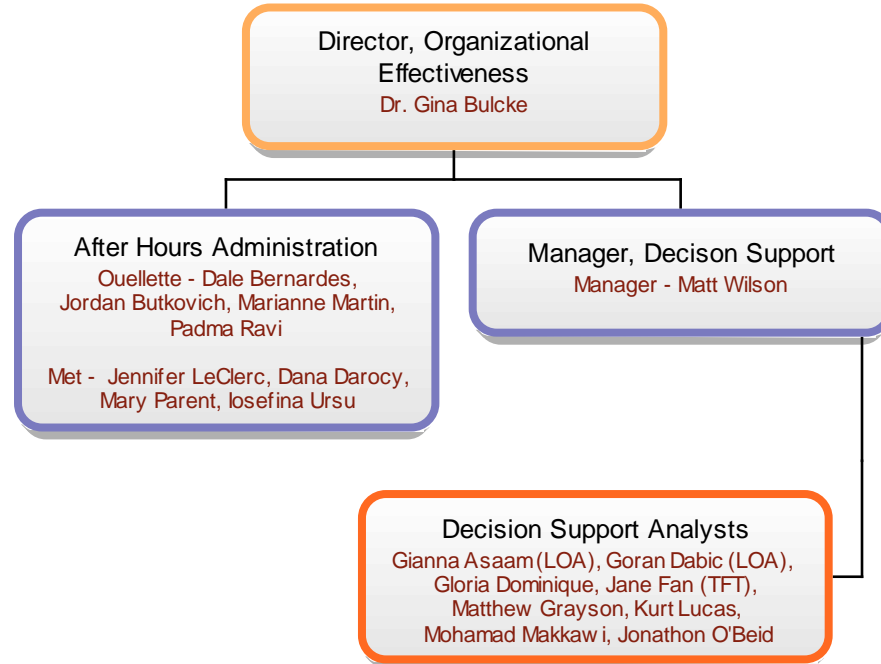 Director, Organizational
Effectiveness
Dr. Gina Bulcke
After Hours Administration
Ouellette - Dale Bernardes,
Jordan Butkovich, Marianne Martin,
Padma Ravi
Met - Jennifer LeClerc, Dana Darocy,
Mary Parent, Iosefina Ursu
Manager, Decison Support
Manager - Matt Wilson
Decision Support Analysts
Gianna Asaam (LOA), Goran Dabic (LOA),
Gloria Dominique, Jane Fan (TFT),
Matthew Grayson, Kurt Lucas,
Mohamad Makkawi, Jonathon O'Beid